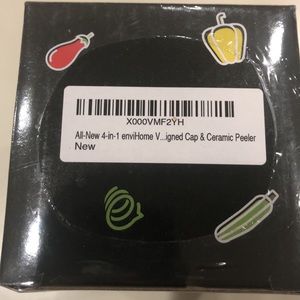 X000VMF2YH
All-New 4-in-1 enviHome V...igned Cap & Ceramic Peeler
New